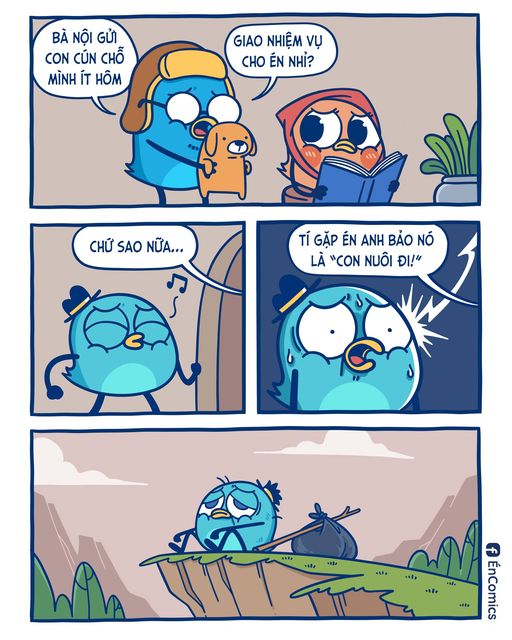 BÀ NỘI GỬI
CON CÚN CHỖ
MÌNH ÍT HÔM
GIAO NHIỆM VỤ
CHO ÉN NHỈ?
CHỨ SAO NỮA...
TÍ GẶP ÉN ANH BẢO NÓ
LÀ "CON NUÔI ĐI!"
ÉnComics